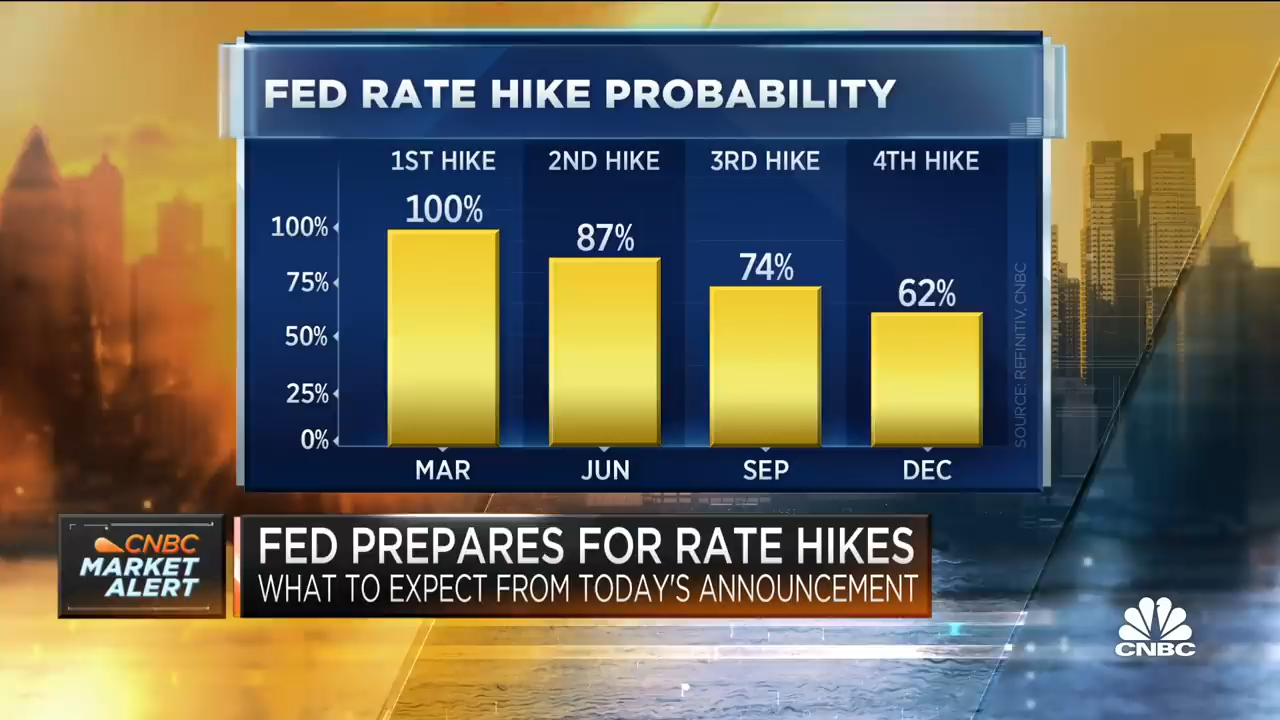 FED RATE HIKE PROBABILITY
1ST HIKE 2ND HIKE 3RD HIKE 4TH HIKE
100% 87% 74% 62%
100%
75%
50%
25%
0%
MAR JUN SEP DEC
SOURCE: REFINITIV, CNBC
CNBC
MARKET
ALERT
FED PREPARES FOR RATE HIKES
WHAT TO EXPECT FROM TODAY'S ANNOUNCEMENT
CNBC